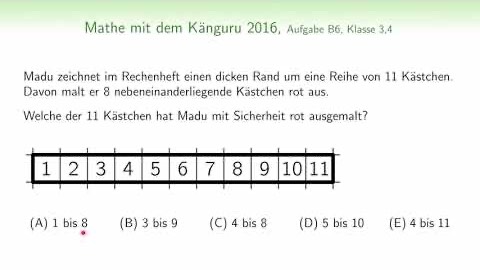 Mathe mit dem Känguru 2016, Aufgabe B6, Klasse 3,4
Madu zeichnet im Rechenheft einen dicken Rand um eine Reihe von 11 Kästchen.
Davon malt er 8 nebeneinanderliegende Kästchen rot aus.
Welche der 11 Kästchen hat Madu mit Sicherheit rot ausgemalt?
1 2 3 4 5 6 7 8 9 10 11
(A) 1 bis 8 (B) 3 bis 9 (C) 4 bis 8 (D) 5 bis 10 (E) 4 bis 11